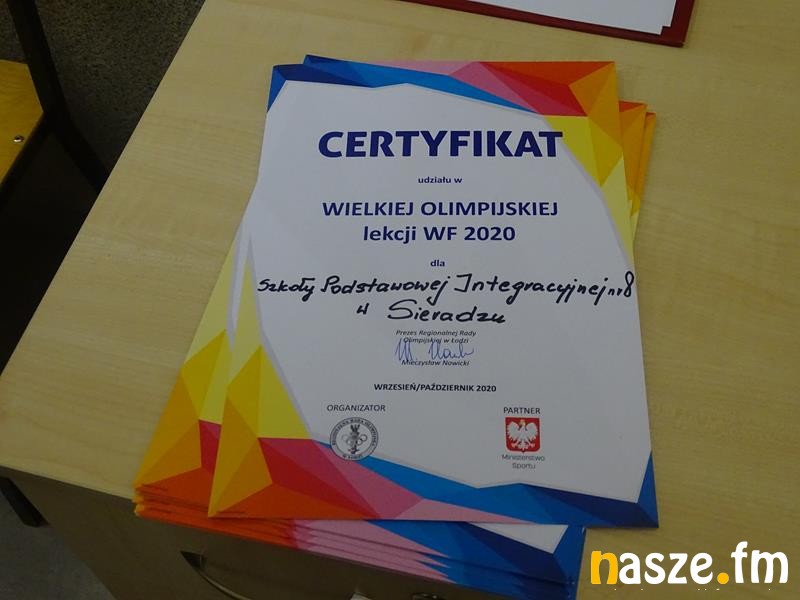 CERTYFIKAT
udziału w
WIELKIEJ OLIMPIJSKIEJ
lekcji WF 2020
dla
Szkoły Podstawowej Integracyjnej nr 8
w Sieradzu
Prezes Regionalnej Rady
Olimpijskiej w Łodzi
Mieczysław Nowicki
WRZESIEŃ/PAŹDZIERNIK 2020
ORGANIZATOR
PARTNER
Ministerstwo
Sportu
nasze.fm